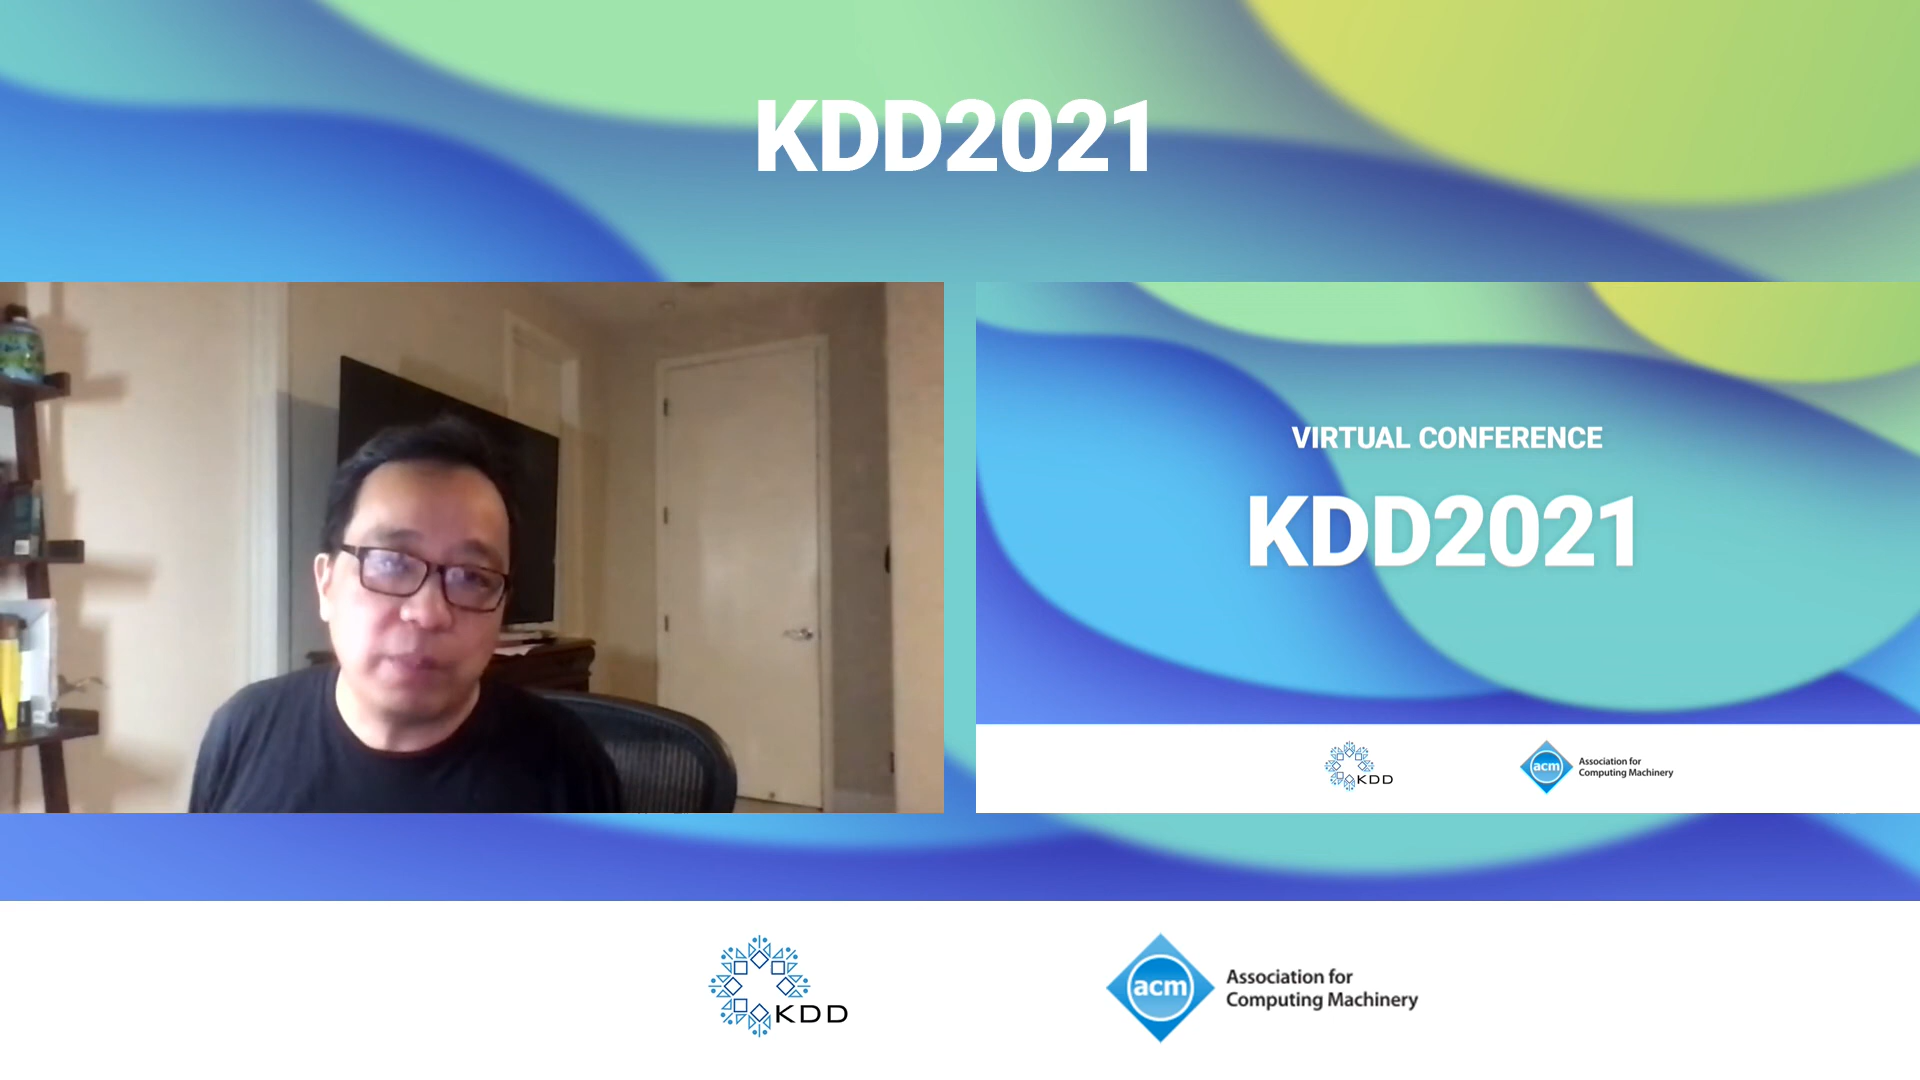 KDD2021
VIRTUAL CONFERENCE
KDD2021
KDD
acm
Association for
Computing Machinery
KDD
acm
Association for
Computing Machinery